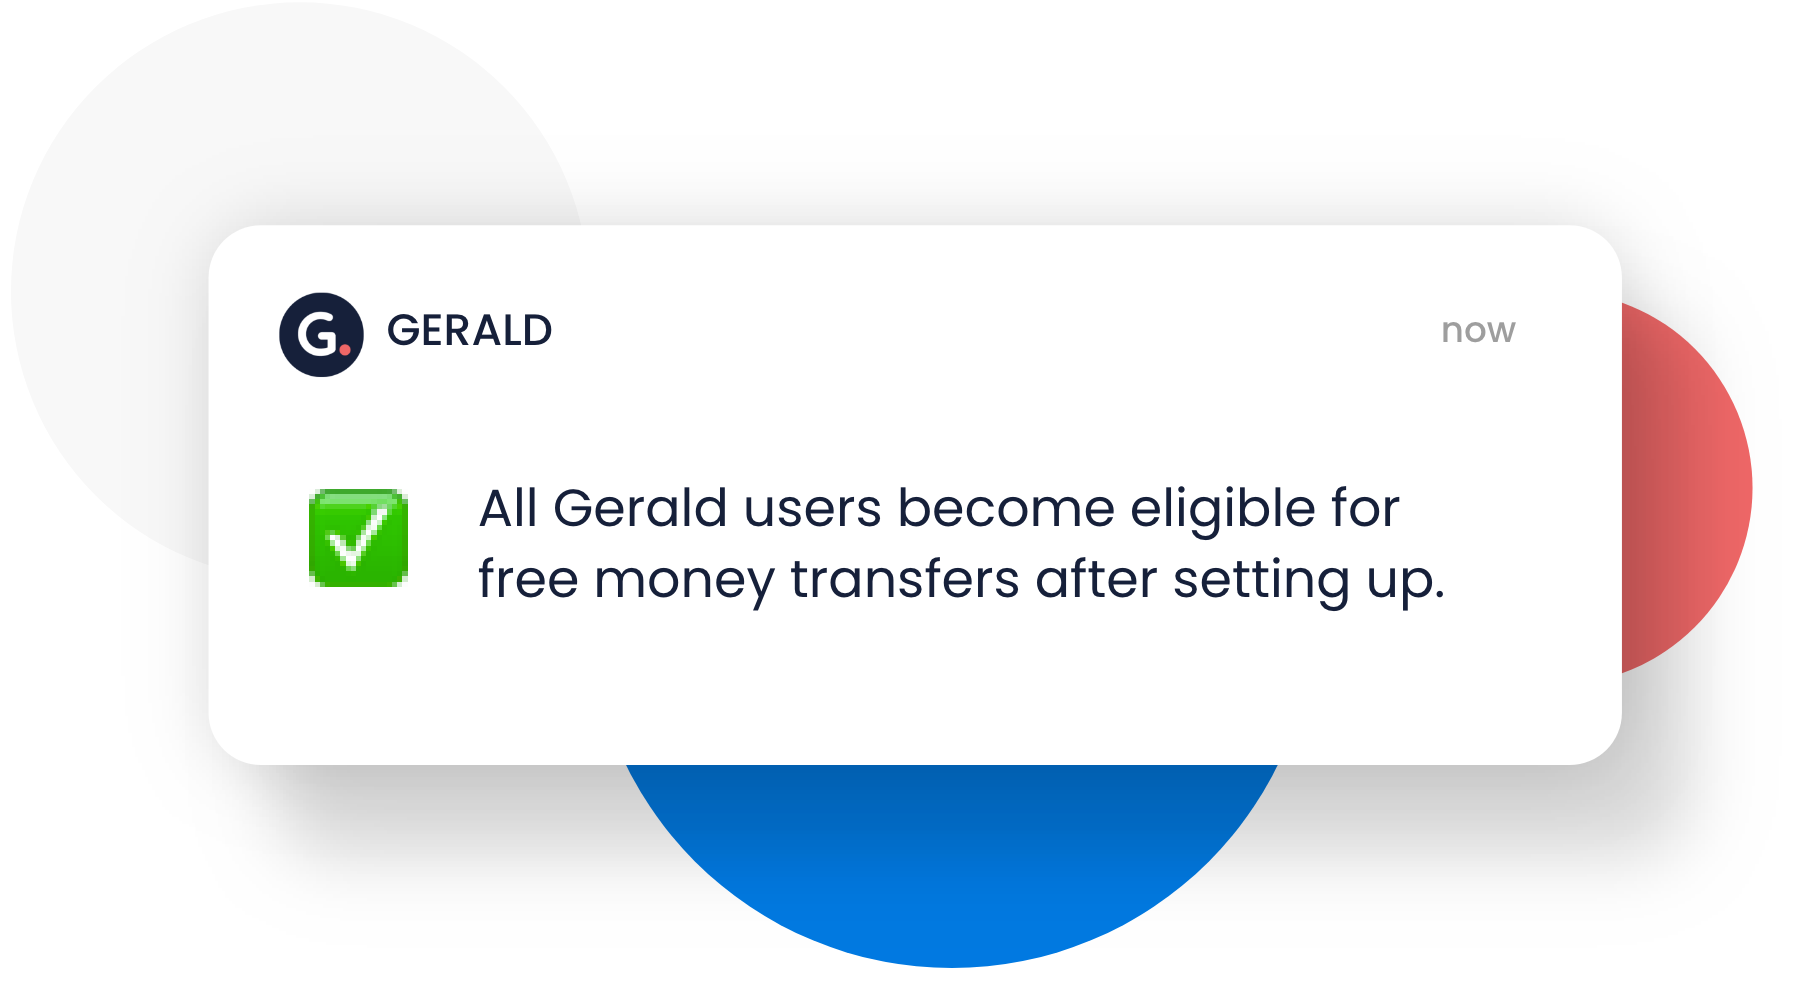 G.
GERALD
now
All Gerald users become eligible for
free money transfers after setting up.